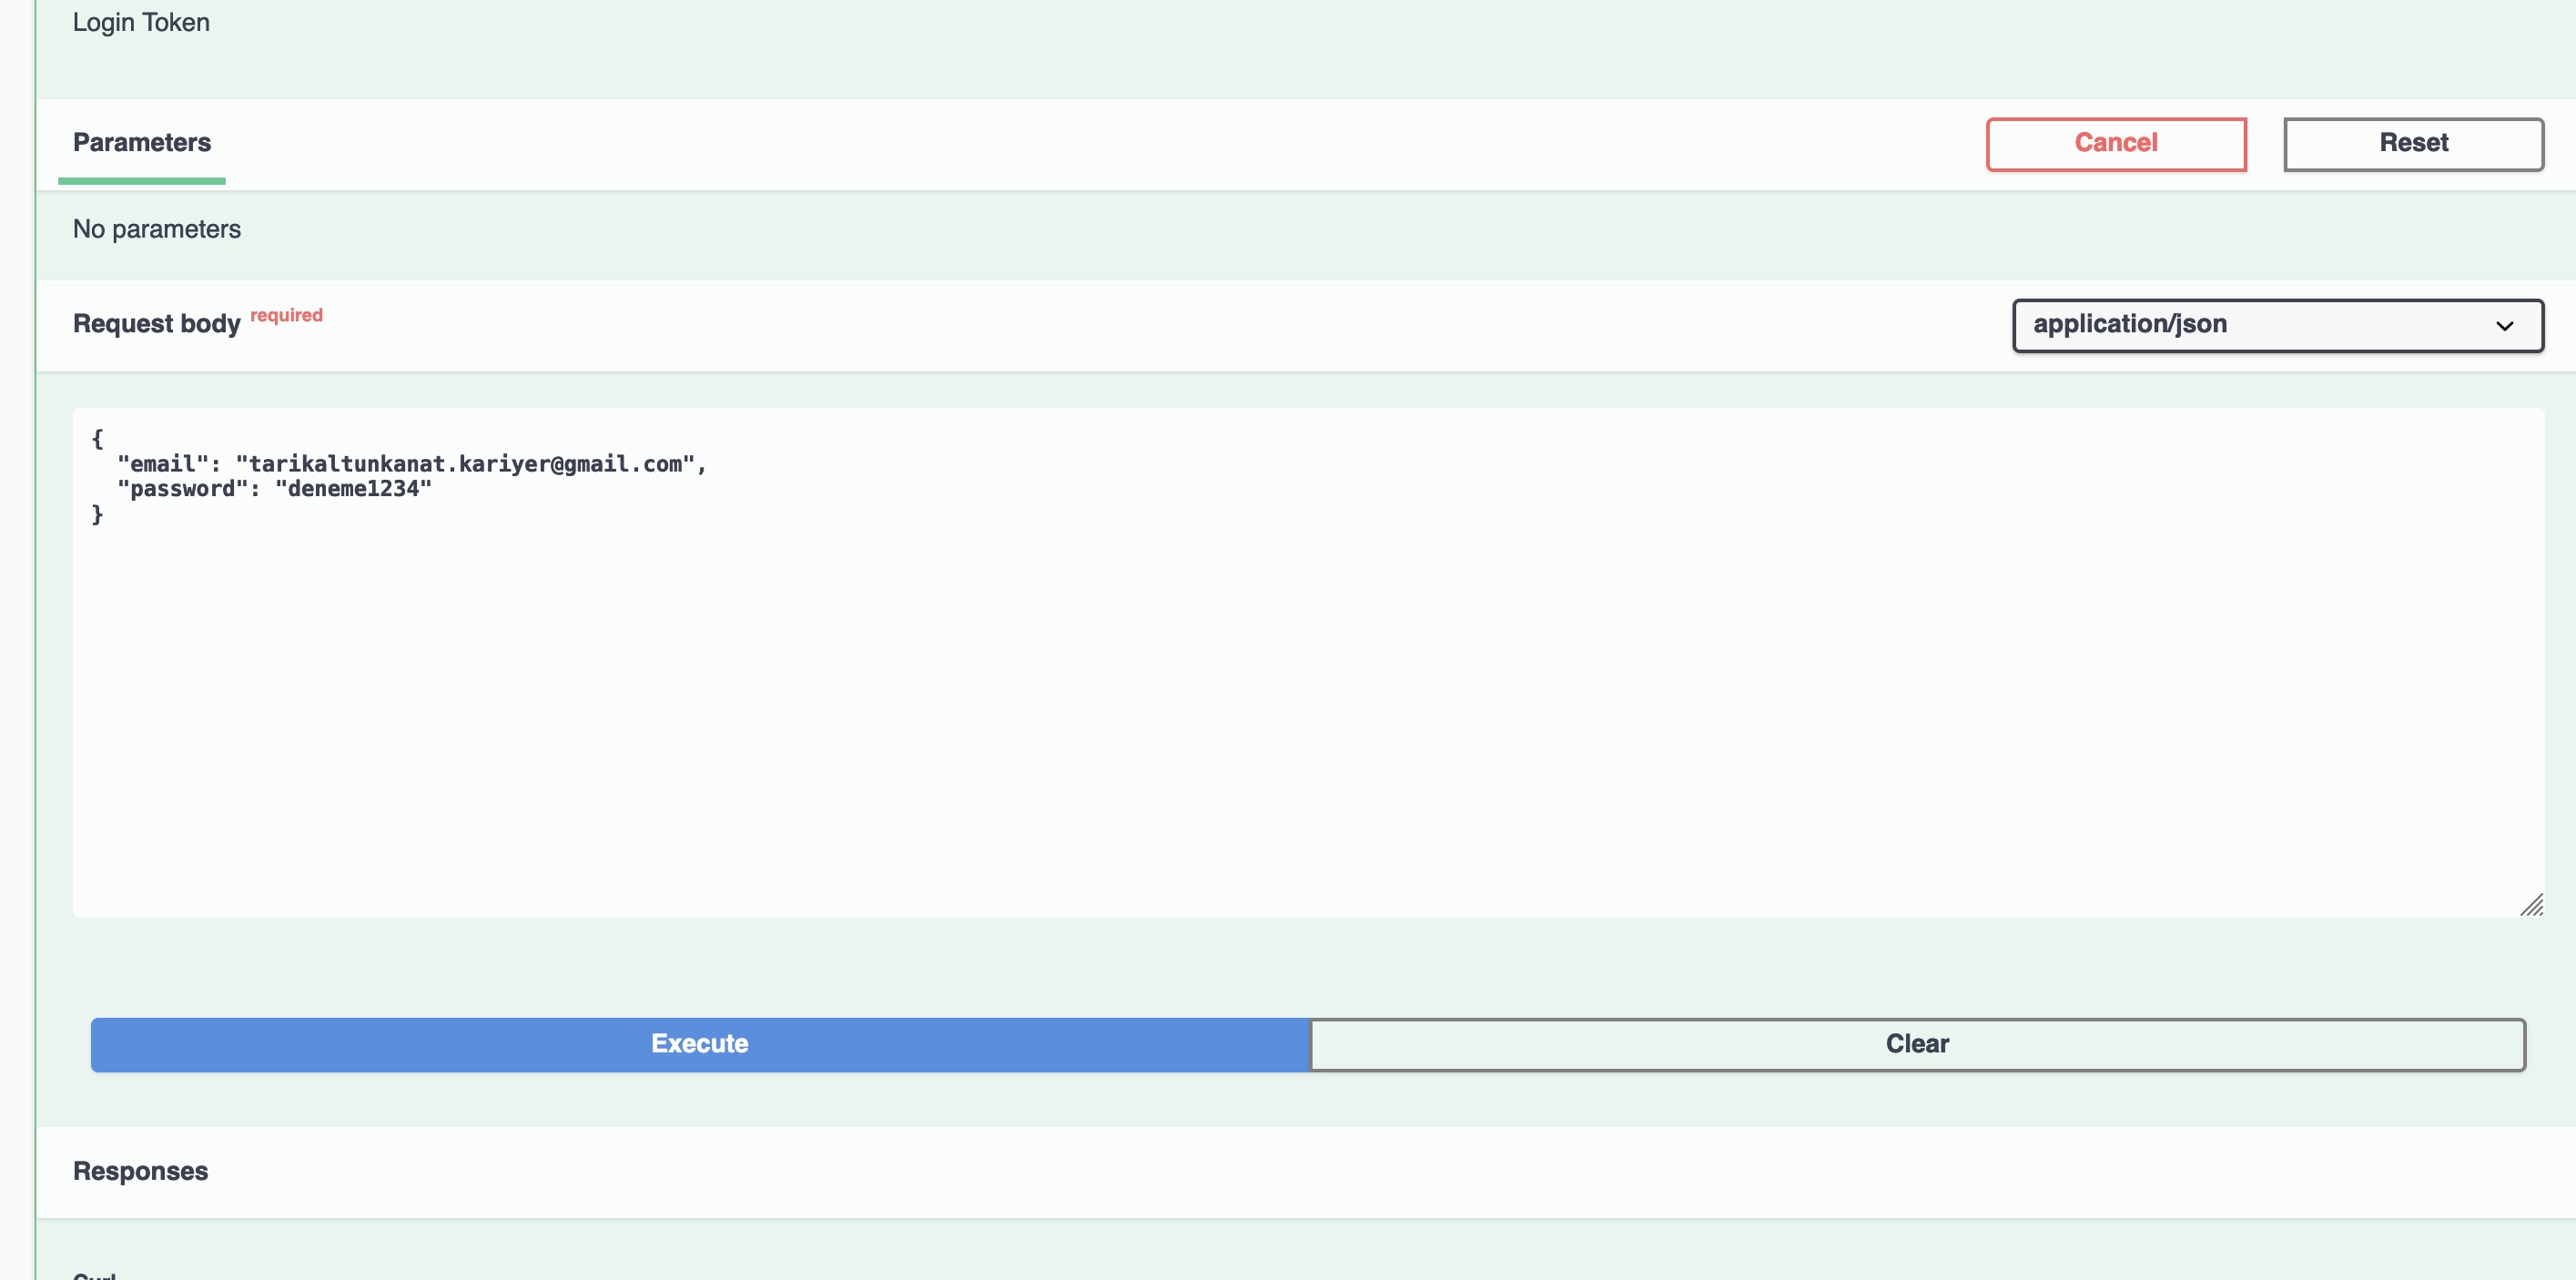 Login Token
Parameters
Cancel
Reset
No parameters
Request body required
application/json
{
"email": "tarikaltunkanat.kariyer@gmail.com",
"password": "deneme1234"
}
Execute
Clear
Responses